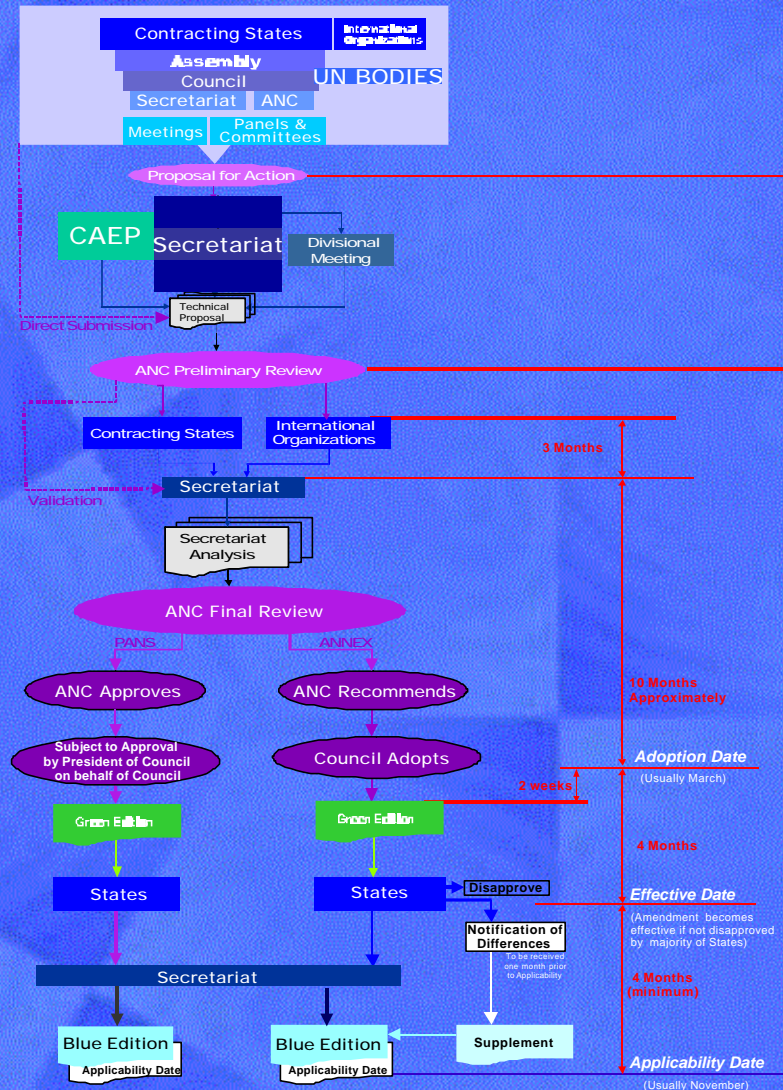 Contracting States
International
Organizations
Assembly
Council
UN BODIES
Secretariat
ANC
Meetings
Panels &
Committees
Proposal for Action
CAEP
Secretariat
Divisional
Meeting
Technical
Proposal
Direct Submission
ANC Preliminary Review
Contracting States
International
Organizations
3 Months
Secretariat
Validation
Secretariat
Analysis
ANC Final Review
PANS
ANNEX
ANC Approves
ANC Recommends
10 Months
Approximately
Subject to Approval
by President of Council
on behalf of Council
Council Adopts
Adoption Date
(Usually March)
2 weeks
Green Edition
Green Edition
4 Months
States
States
Disapprove
Effective Date
(Amendment becomes
effective if not disapproved
by majority of States)
Notification of
Differences
To be received
one month prior
to Applicability
Secretariat
4 Months
(minimum)
Blue Edition
Applicability Date
Blue Edition
Applicability Date
Supplement
Applicability Date
(Usually November)